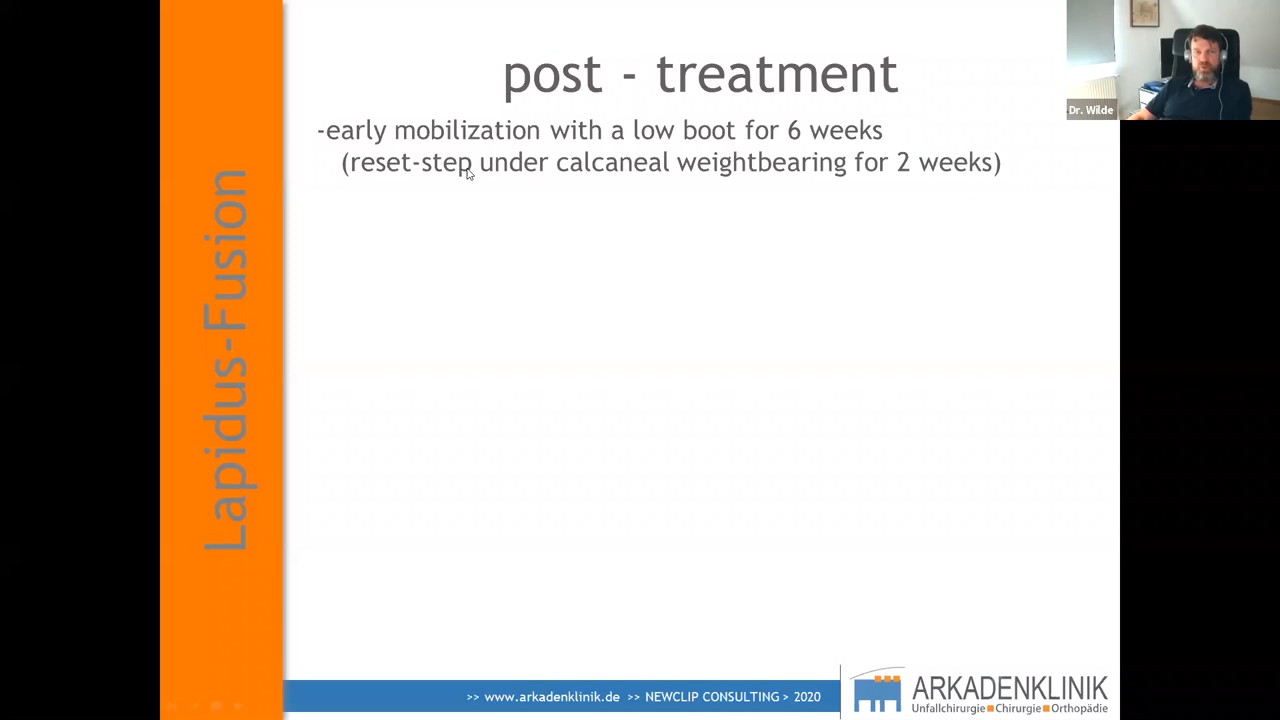 post - treatment
Dr. Wilde
-early mobilization with a low boot for 6 weeks
(reset-step under calcaneal weightbearing for 2 weeks)
Lapidus-Fusion
>> www.arkadenklinik.de >> NEWCLIP CONSULTING > 2020
ARKADENKLINIK
Unfallchirurgie ■ Chirurgie ■ Orthopädie